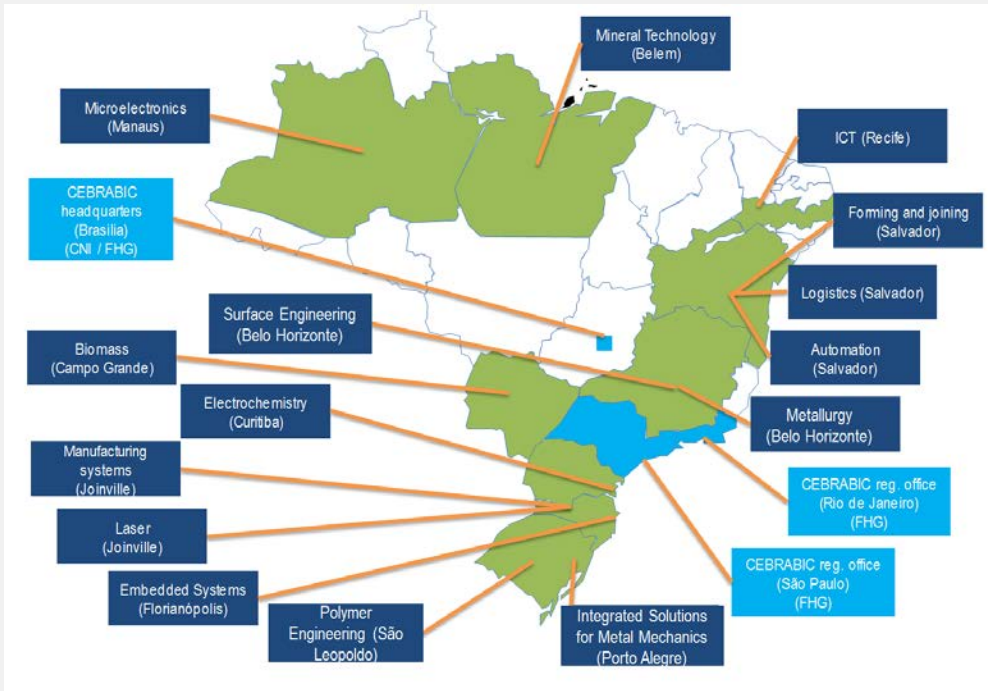 Mineral Technology
(Belem)
Microelectronics
(Manaus)
ICT (Recife)
CEBRABIC
headquarters
(Brasilia)
(CNI / FHG)
Forming and joining
(Salvador)
Logistics (Salvador)
Surface Engineering
(Belo Horizonte)
Automation
(Salvador)
Biomass
(Campo Grande)
Electrochemistry
(Curitiba)
Metallurgy
(Belo Horizonte)
Manufacturing
systems
(Joinville)
CEBRABIC reg. office
(Rio de Janeiro)
(FHG)
Laser
(Joinville)
CEBRABIC reg. office
(São Paulo)
(FHG)
Embedded Systems
(Florianópolis)
Polymer
Engineering (São
Leopoldo)
Integrated Solutions
for Metal Mechanics
(Porto Alegre)